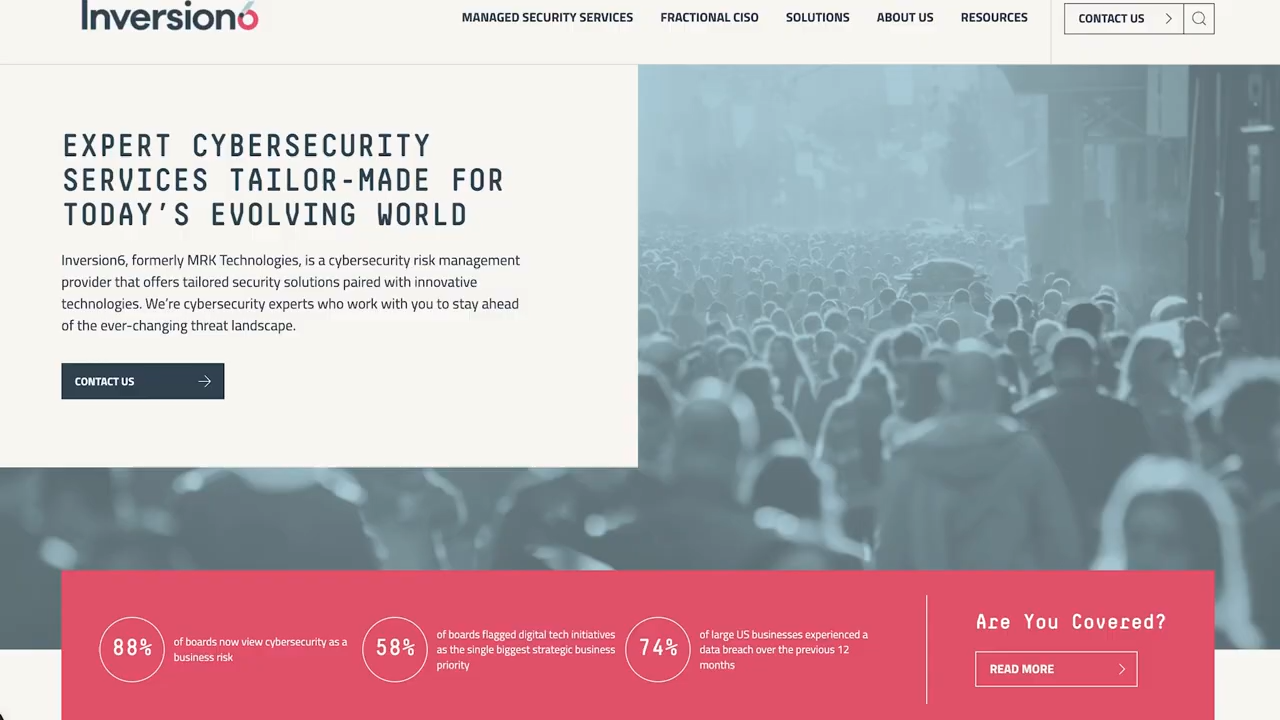 Inversion6
MANAGED SECURITY SERVICES
FRACTIONAL CISO
SOLUTIONS
ABOUT US
RESOURCES
CONTACT US
EXPERT CYBERSECURITY
SERVICES TAILOR-MADE FOR
TODAY’S EVOLVING WORLD
Inversion6, formerly MRK Technologies, is a cybersecurity risk management
provider that offers tailored security solutions paired with innovative
technologies. We’re cybersecurity experts who work with you to stay ahead
of the ever-changing threat landscape.
CONTACT US
88%
of boards now view cybersecurity as a
business risk
58%
of boards flagged digital tech initiatives
as the single biggest strategic business
priority
74%
of large US businesses experienced a
data breach over the previous 12
months
Are You Covered?
READ MORE